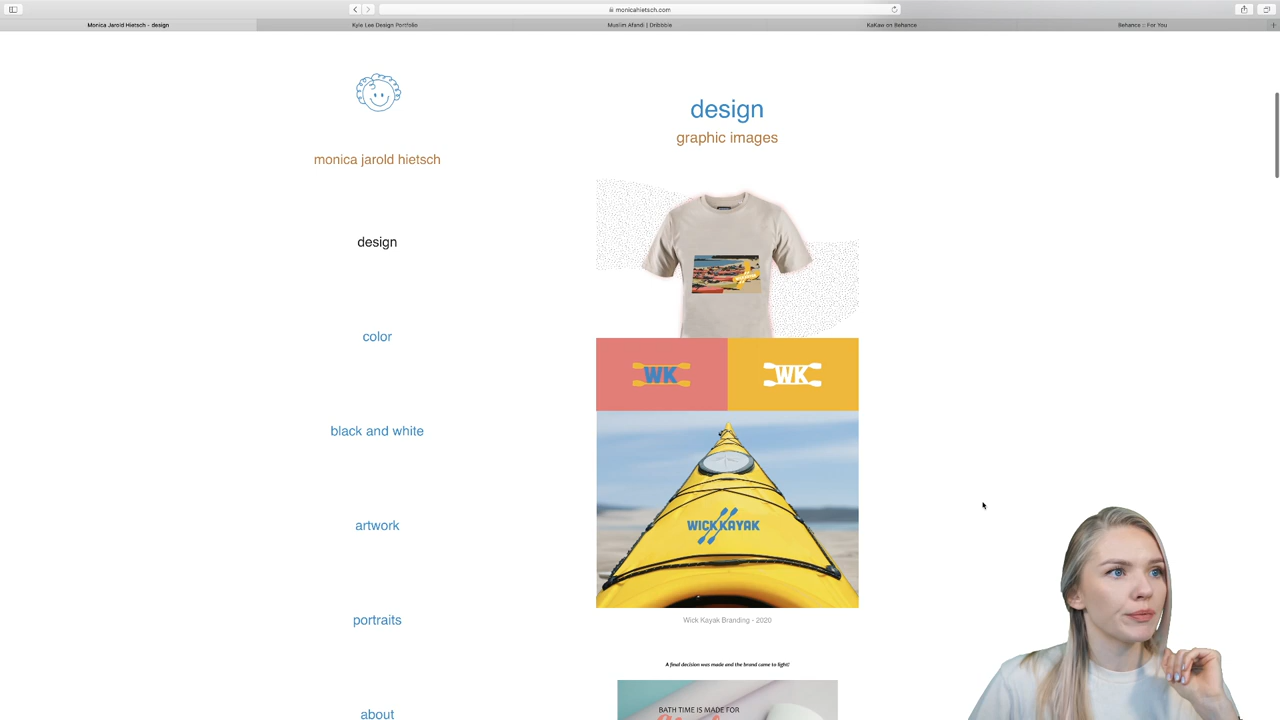 monicahietsch.com
Monica Jarold Hietsch - design
Kyle Lee Design Portfolio
Muslim Afandi | Dribbble
KaKaw on Behance
Behance :: For You
design
graphic images
monica jarold hietsch
design
color
black and white
artwork
portraits
about
WK
WK
WICK KAYAK
Wick Kayak Branding - 2020
A final decision was made and the brand came to light!
BATH TIME IS MADE FOR